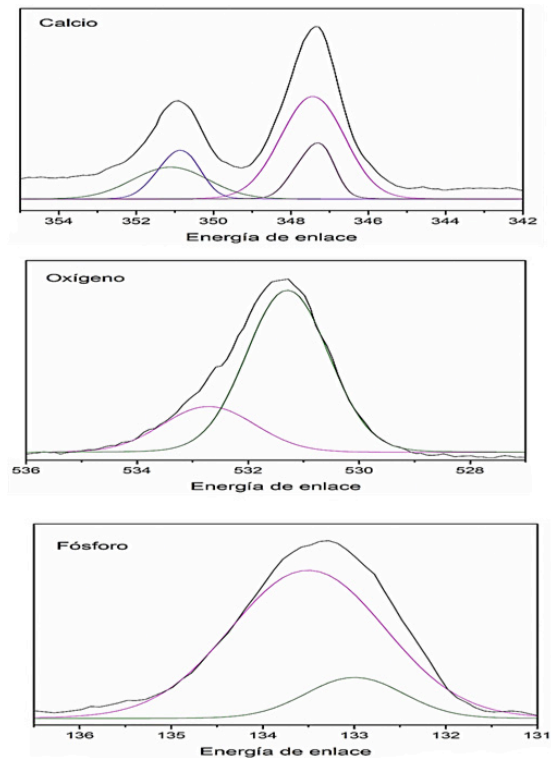 Calcio
354 352 350 348 346 344 342
Energía de enlace
Oxígeno
536 534 532 530 528
Energía de enlace
Fósforo
136 135 134 133 132 131
Energía de enlace